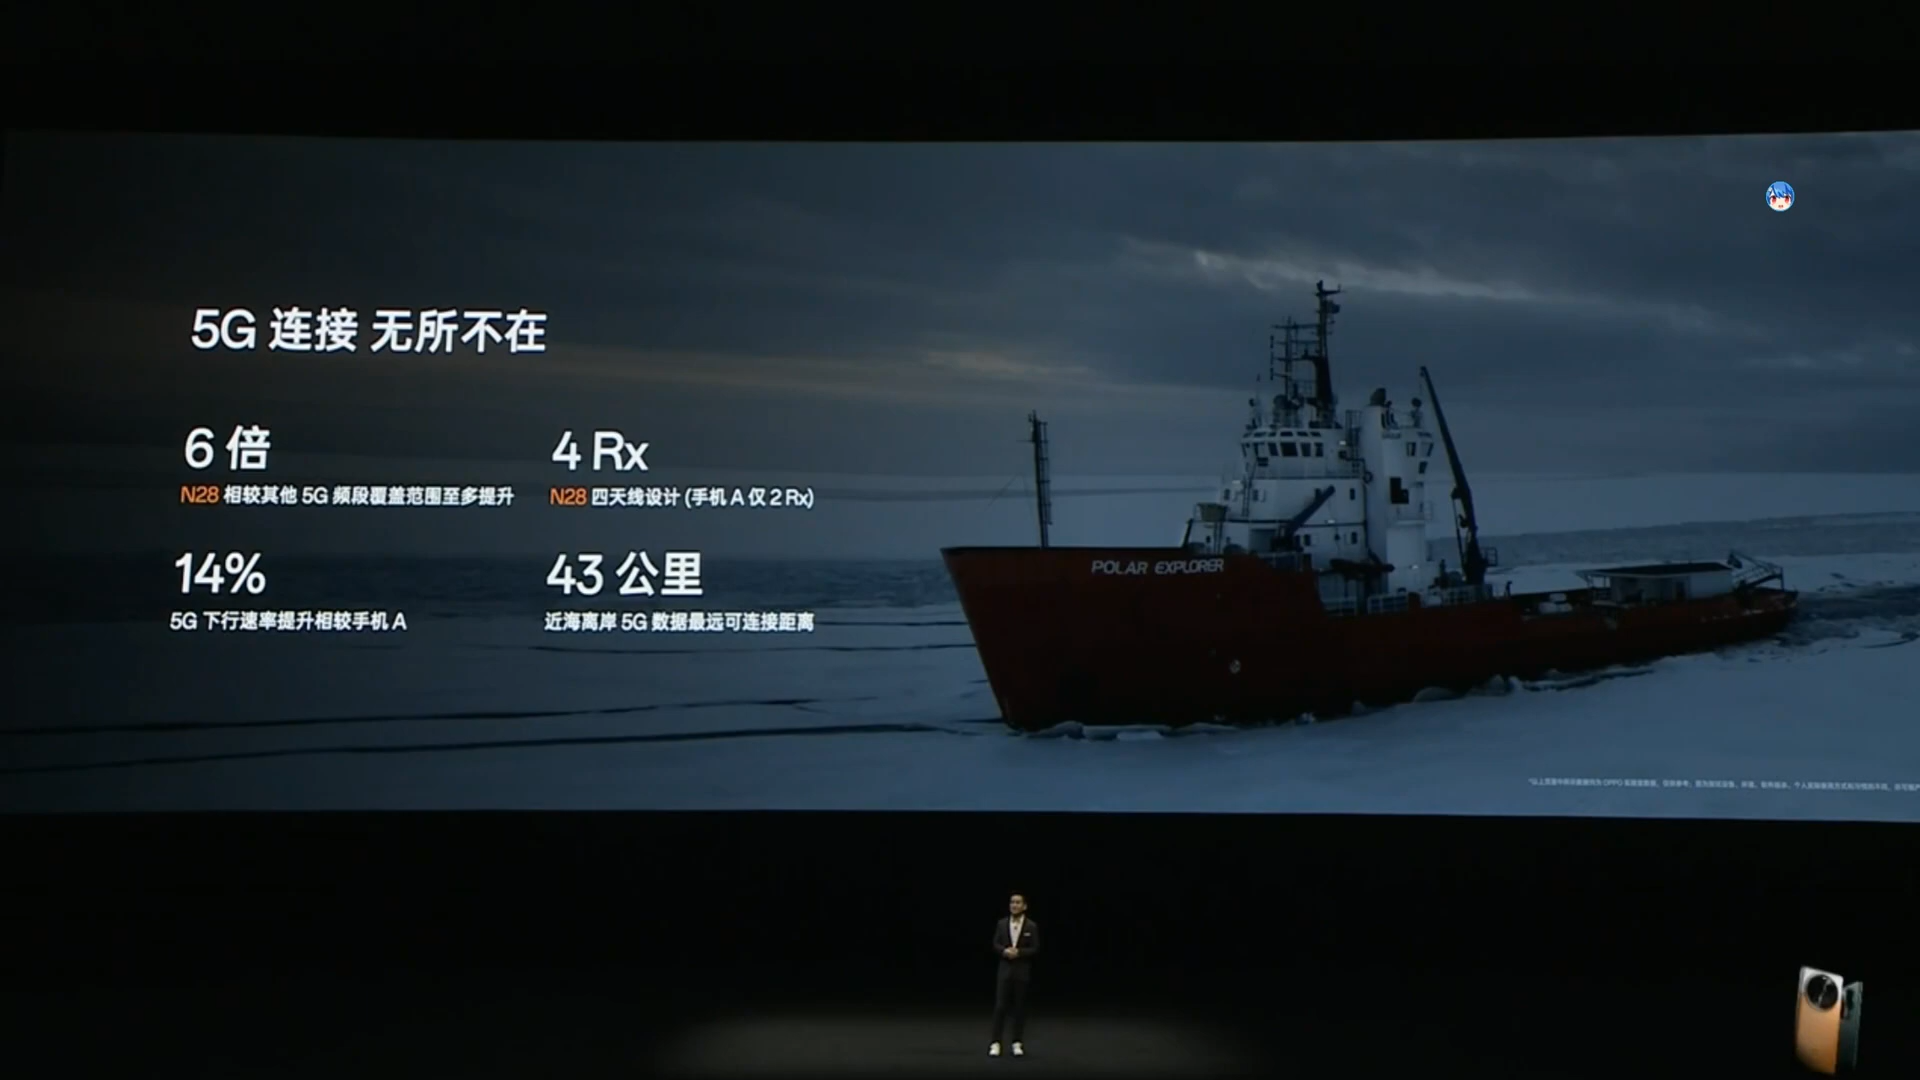 5G 连接 无所不在
6 倍
N28 相较其他 5G 频段覆盖范围至多提升
4 Rx
N28 四天线设计 (手机 A 仅 2 Rx)
14%
5G 下行速率提升相较手机 A
43 公里
近海离岸 5G 数据最远可连接距离
POLAR EXPLORER